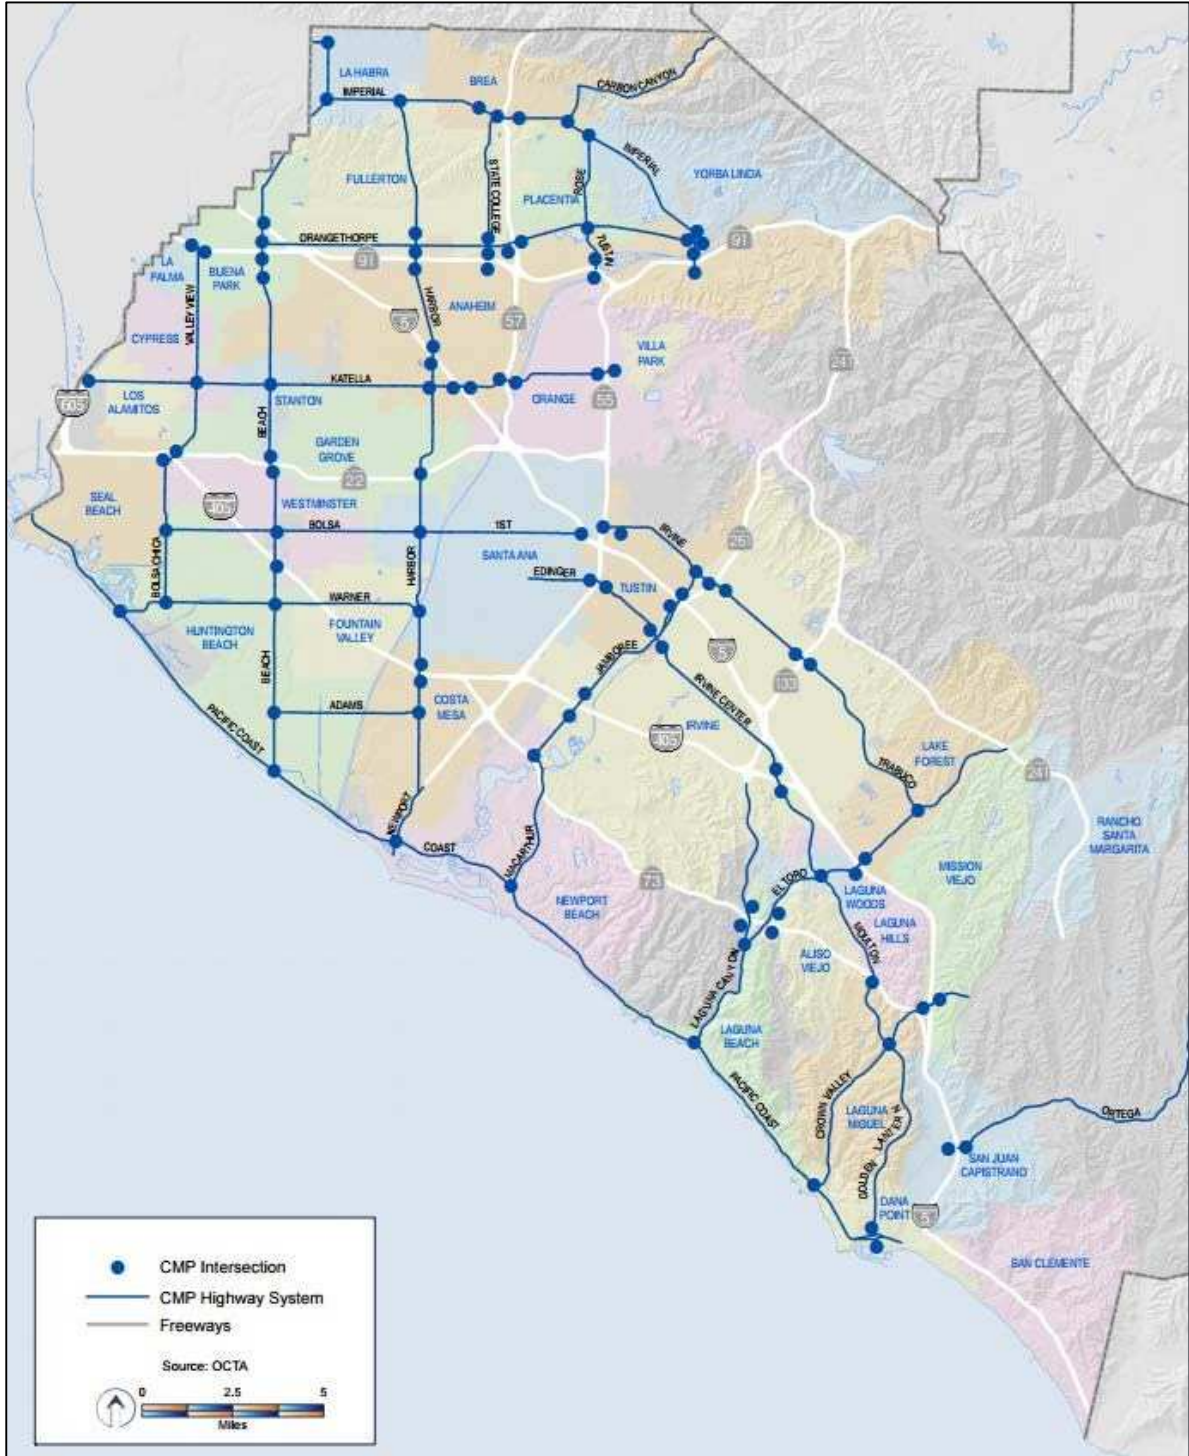 LA HABRA
BREA
CARBON CANYON
IMPERIAL
IMPERIAL
YORBA LINDA
STATE COLLEGE
ROSE
FULLERTON
PLACENTIA
ORANGETHORPE
TUSTIN
91
91
LA
PALMA
BUENA
PARK
VALLEY VIEW
HARBOR
ANAHEIM
57
5
CYPRESS
VILLA
PARK
241
KATELLA
LOS
ALAMITOS
STANTON
ORANGE
55
605
BEACH
GARDEN
GROVE
22
SEAL
BEACH
405
WESTMINSTER
BOLSA
1ST
IRVINE
261
SANTA ANA
EDINGER
TUSTIN
BOLSA CHICA
HARBOR
WARNER
HUNTINGTON
BEACH
FOUNTAIN
VALLEY
JAMBOREE
5
133
IRVINE CENTER
BEACH
ADAMS
COSTA
MESA
IRVINE
405
PACIFIC COAST
LAKE
FOREST
TRABUCO
241
NEWPORT
COAST
MACARTHUR
RANCHO
SANTA
MARGARITA
MISSION
VIEJO
73
EL TORO
NEWPORT
BEACH
LAGUNA
WOODS
LAGUNA
HILLS
MOULTON
ALISO
VIEJO
LAGUNA CANYON
LAGUNA
BEACH
PACIFIC COAST
CROWN VALLEY
LAGUNA
NIGUEL
GOLDEN LANTERN
ORTEGA
SAN JUAN
CAPISTRANO
DANA
POINT
5
SAN CLEMENTE
CMP Intersection
CMP Highway System
Freeways
Source: OCTA
0 2.5 5
Miles